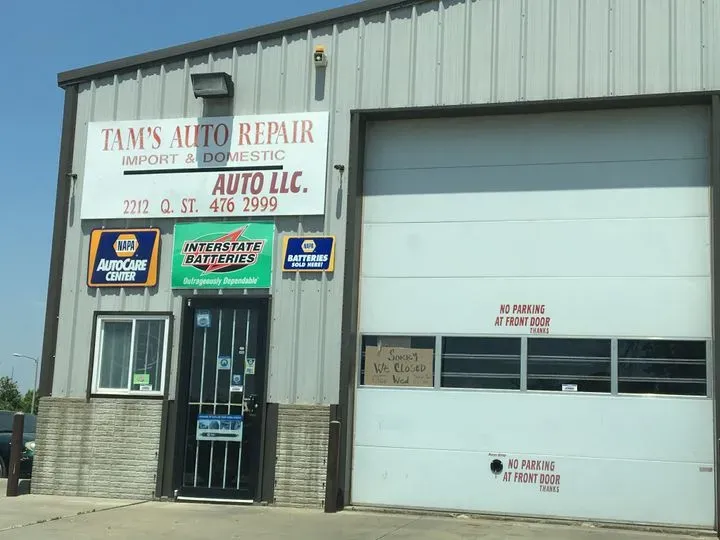 TAM'S AUTO REPAIR
IMPORT & DOMESTIC
AUTO LLC.
2212 Q. ST. 476 2999
NAPA
AUTOCARE
CENTER
INTERSTATE
BATTERIES
Outrageously Dependable
NAPA
BATTERIES
SOLD HERE!
NO PARKING
AT FRONT DOOR
THANKS
SORRY
WE CLOSED
Wed
NO PARKING
AT FRONT DOOR
THANKS